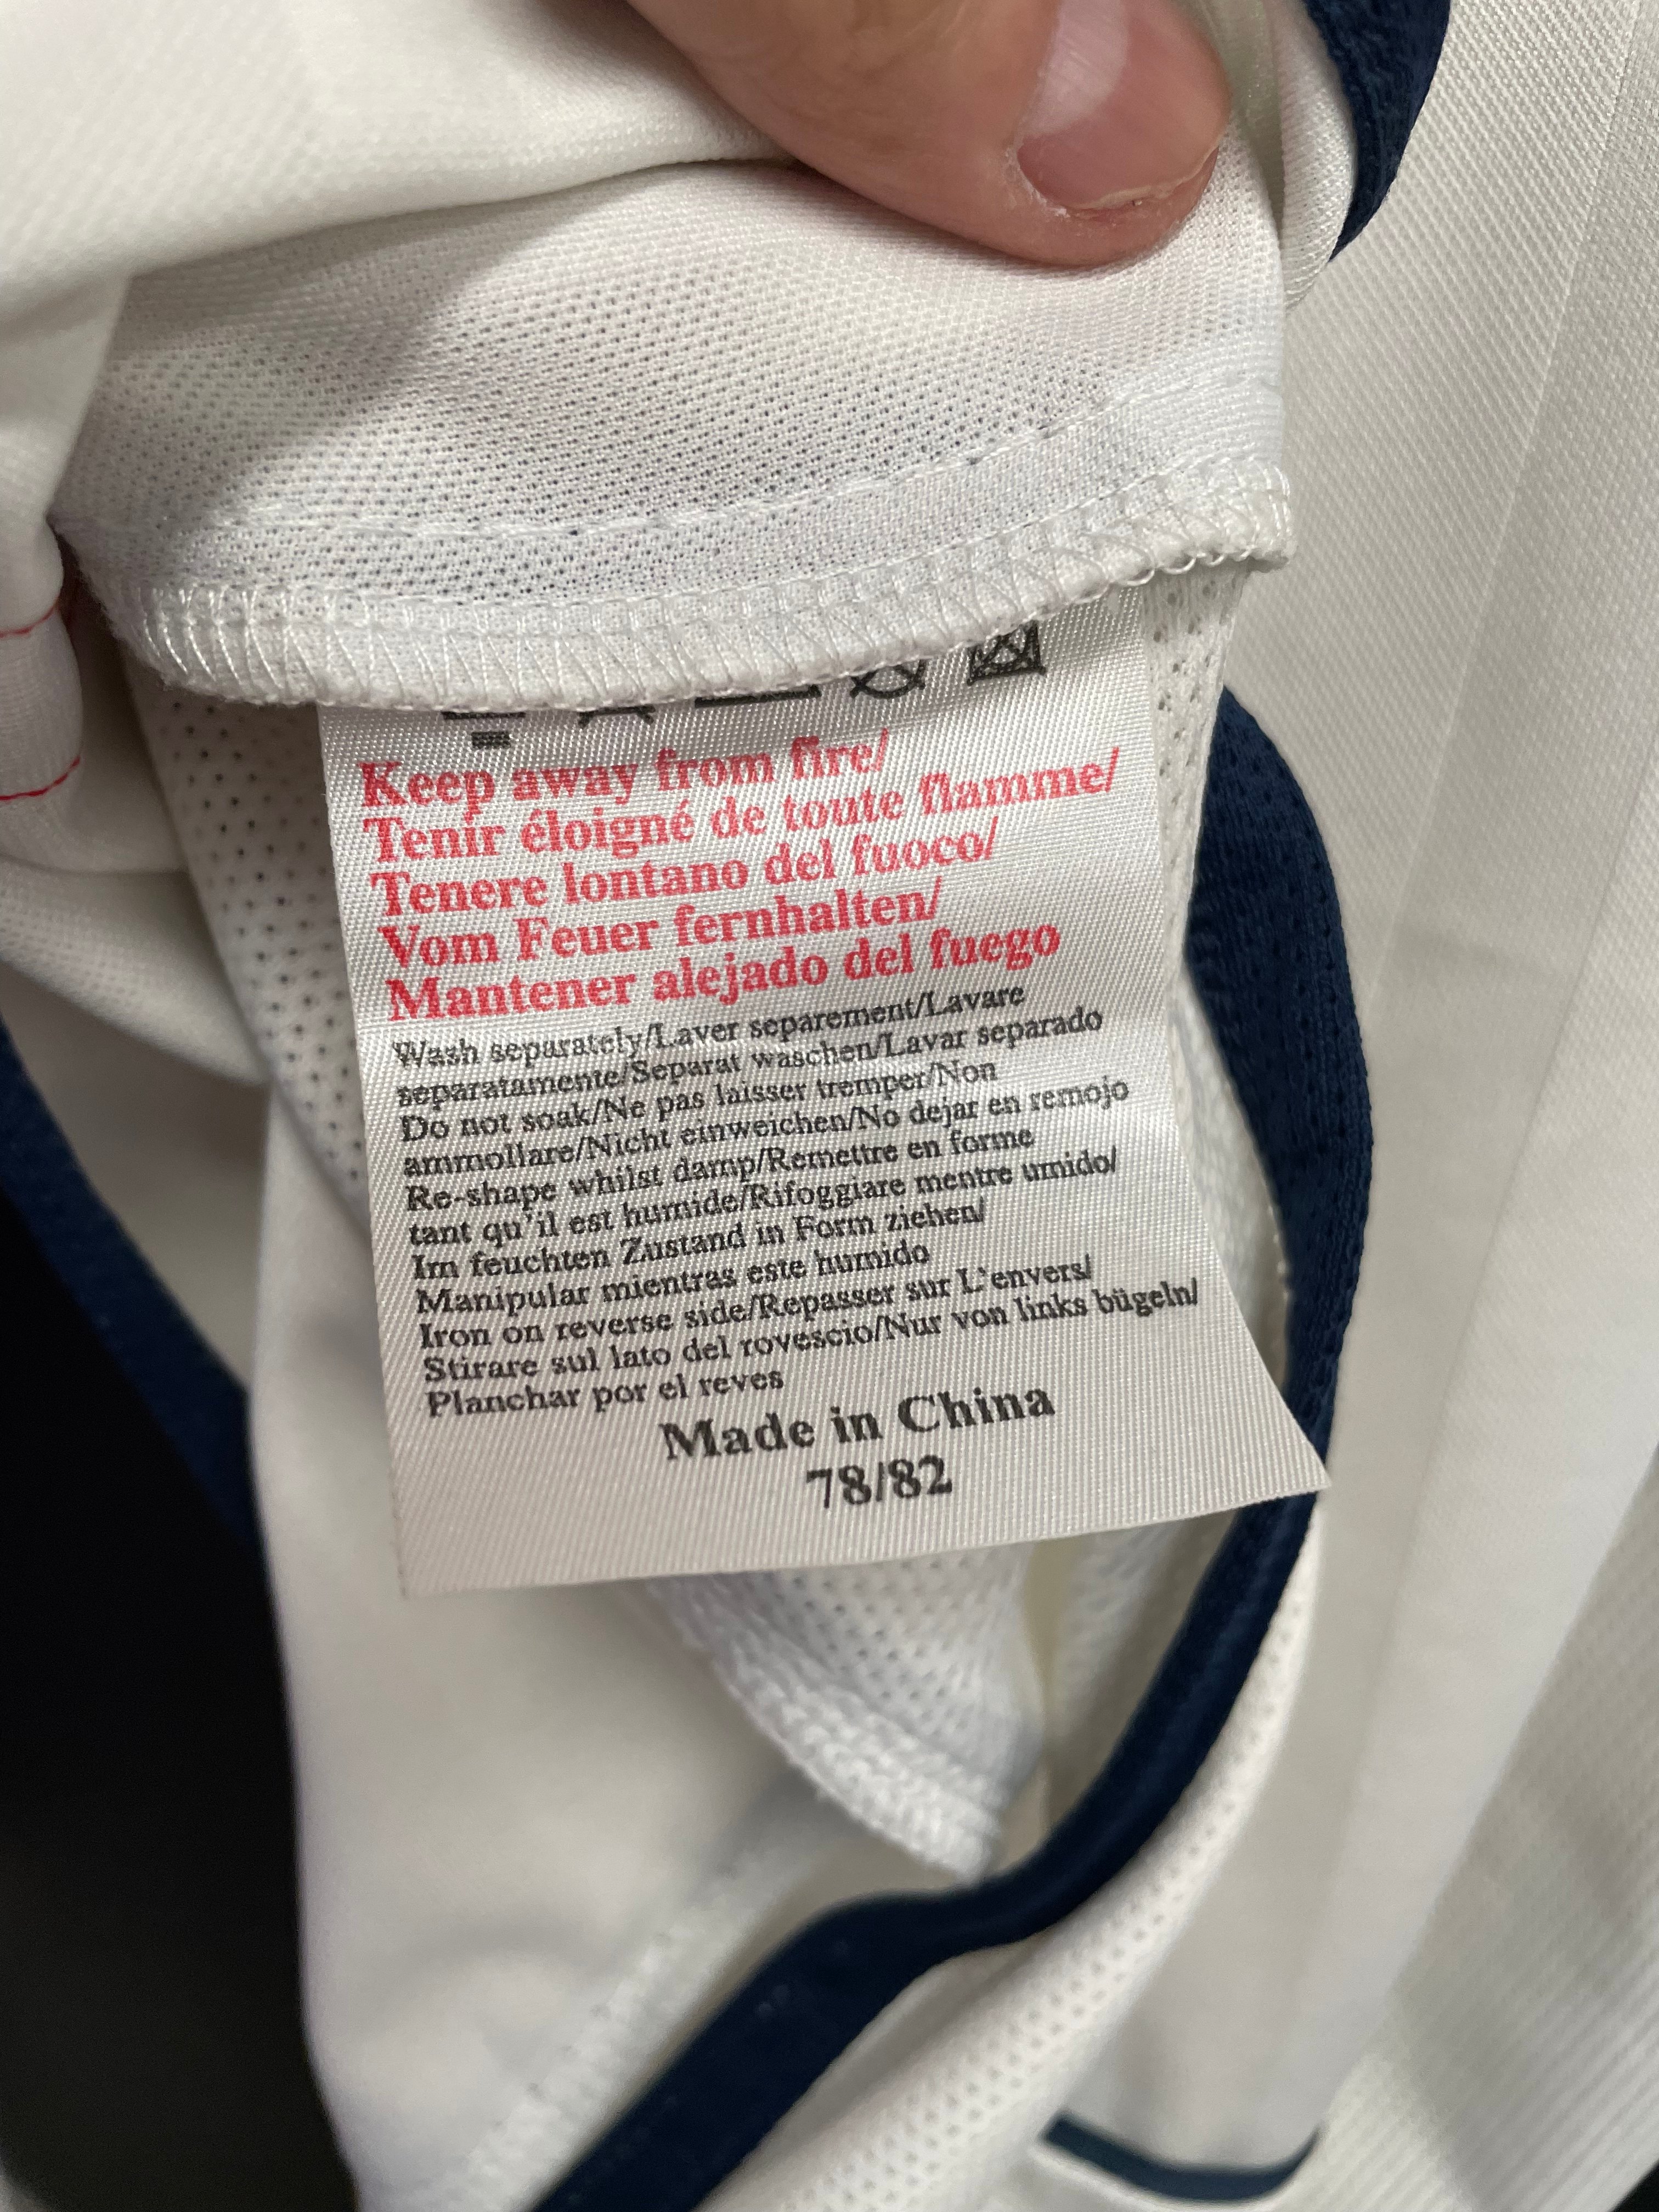 Keep away from fire/
Tenir éloigné de toute flamme/
Tenere lontano del fuoco/
Vom Feuer fernhalten/
Mantener alejado del fuego
Wash separately/Laver separement/Lavare
separatamente/Separat waschen/Lavar separado
Do not soak/Ne pas laisser tremper/Non
ammollare/Nicht einweichen/No dejar en remojo
Re-shape whilst damp/Remettre en forme
tant qu'il est humide/Rifoggiare mentre umido/
Im feuchten Zustand in Form ziehen/
Manipular mientras este humido
Iron on reverse side/Repasser sur L'envers/
Stirare sul lato del rovescio/Nur von links bügeln/
Planchar por el reves
Made in China
78/82